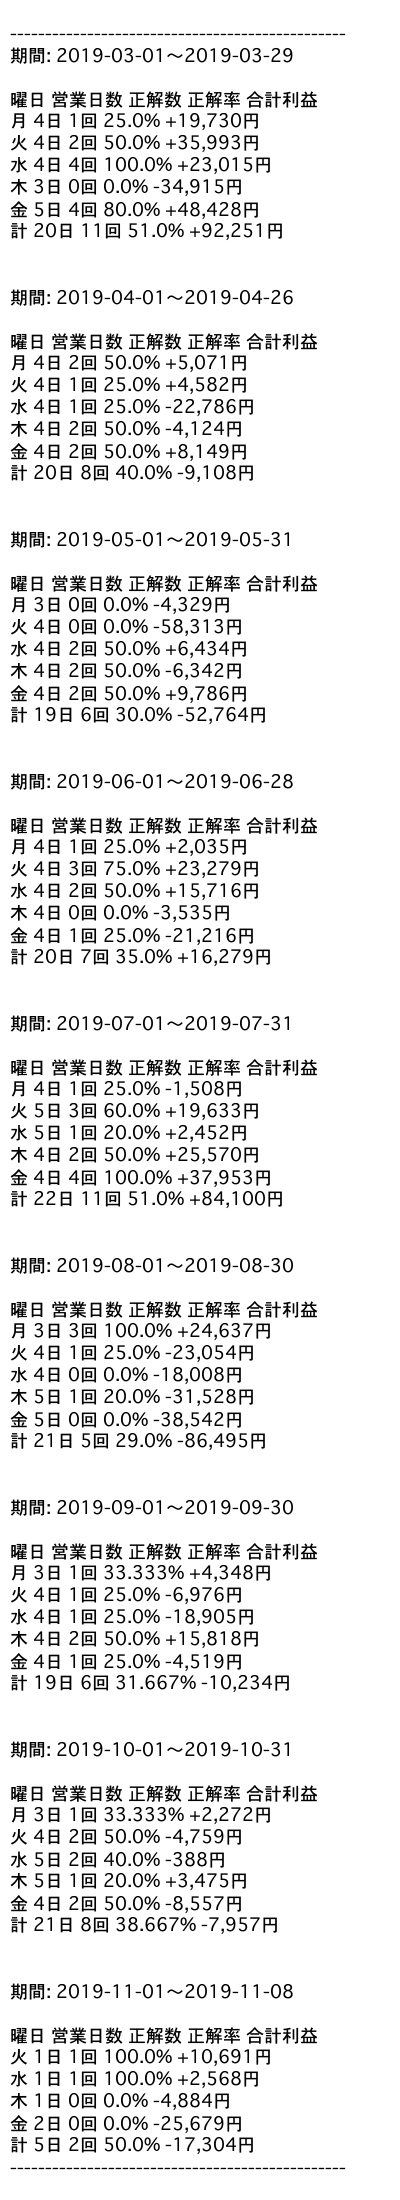 ------------------------------------------------
期間: 2019-03-01～2019-03-29
曜日 営業日数 正解数 正解率 合計利益
月 4日 1回 25.0% +19,730円
火 4日 2回 50.0% +35,993円
水 4日 4回 100.0% +23,015円
木 3日 0回 0.0% -34,915円
金 5日 4回 80.0% +48,428円
計 20日 11回 51.0% +92,251円
期間: 2019-04-01～2019-04-26
曜日 営業日数 正解数 正解率 合計利益
月 4日 2回 50.0% +5,071円
火 4日 1回 25.0% +4,582円
水 4日 1回 25.0% -22,786円
木 4日 2回 50.0% -4,124円
金 4日 2回 50.0% +8,149円
計 20日 8回 40.0% -9,108円
期間: 2019-05-01～2019-05-31
曜日 営業日数 正解数 正解率 合計利益
月 3日 0回 0.0% -4,329円
火 4日 0回 0.0% -58,313円
水 4日 2回 50.0% +6,434円
木 4日 2回 50.0% -6,342円
金 4日 2回 50.0% +9,786円
計 19日 6回 30.0% -52,764円
期間: 2019-06-01～2019-06-28
曜日 営業日数 正解数 正解率 合計利益
月 4日 1回 25.0% +2,035円
火 4日 3回 75.0% +23,279円
水 4日 2回 50.0% +15,716円
木 4日 0回 0.0% -3,535円
金 4日 1回 25.0% -21,216円
計 20日 7回 35.0% +16,279円
期間: 2019-07-01～2019-07-31
曜日 営業日数 正解数 正解率 合計利益
月 4日 1回 25.0% -1,508円
火 5日 3回 60.0% +19,633円
水 5日 1回 20.0% +2,452円
木 4日 2回 50.0% +25,570円
金 4日 4回 100.0% +37,953円
計 22日 11回 51.0% +84,100円
期間: 2019-08-01～2019-08-30
曜日 営業日数 正解数 正解率 合計利益
月 3日 3回 100.0% +24,637円
火 4日 1回 25.0% -23,054円
水 4日 0回 0.0% -18,008円
木 5日 1回 20.0% -31,528円
金 5日 0回 0.0% -38,542円
計 21日 5回 29.0% -86,495円
期間: 2019-09-01～2019-09-30
曜日 営業日数 正解数 正解率 合計利益
月 3日 1回 33.333% +4,348円
火 4日 1回 25.0% -6,976円
水 4日 1回 25.0% -18,905円
木 4日 2回 50.0% +15,818円
金 4日 1回 25.0% -4,519円
計 19日 6回 31.667% -10,234円
期間: 2019-10-01～2019-10-31
曜日 営業日数 正解数 正解率 合計利益
月 3日 1回 33.333% +2,272円
火 4日 2回 50.0% -4,759円
水 5日 2回 40.0% -388円
木 5日 1回 20.0% +3,475円
金 4日 2回 50.0% -8,557円
計 21日 8回 38.667% -7,957円
期間: 2019-11-01～2019-11-08
曜日 営業日数 正解数 正解率 合計利益
火 1日 1回 100.0% +10,691円
水 1日 1回 100.0% +2,568円
木 1日 0回 0.0% -4,884円
金 2日 0回 0.0% -25,679円
計 5日 2回 50.0% -17,304円
------------------------------------------------